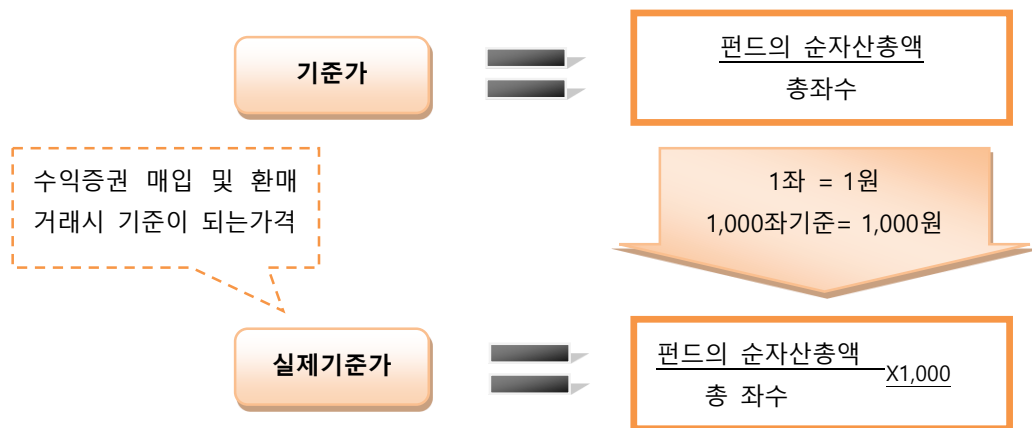 기준가
펀드의 순자산총액
총좌수
수익증권 매입 및 환매
거래시 기준이 되는가격
1좌 = 1원
1,000좌기준= 1,000원
실제기준가
펀드의 순자산총액
X1,000
총 좌수